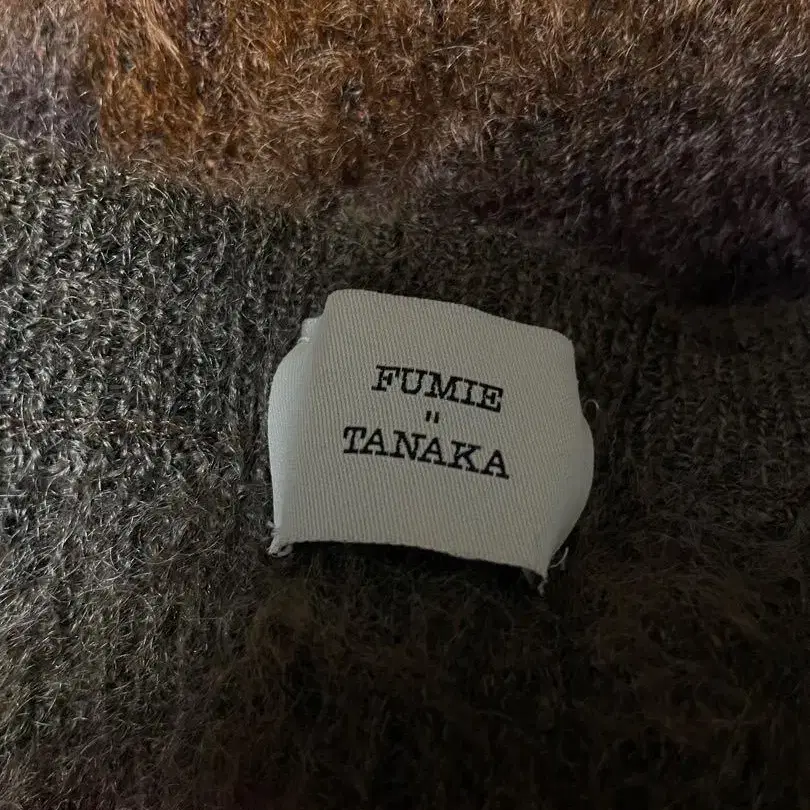 FUMIE
"
TANAKA